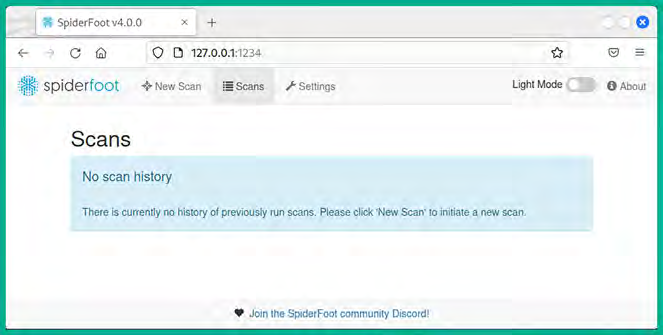 SpiderFoot v4.0.0
127.0.0.1:1234
spiderfoot New Scan Scans Settings Light Mode About
Scans
No scan history
There is currently no history of previously run scans. Please click 'New Scan' to initiate a new scan.
Join the SpiderFoot community Discord!